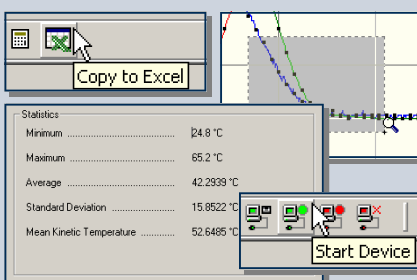 Copy to Excel
Statistics
Minimum .................................... 24.8 °C
Maximum .................................... 65.2 °C
Average .................................... 42.2939 °C
Standard Deviation .................... 15.8522 °C
Mean Kinetic Temperature ............ 52.6485 °C
Start Device